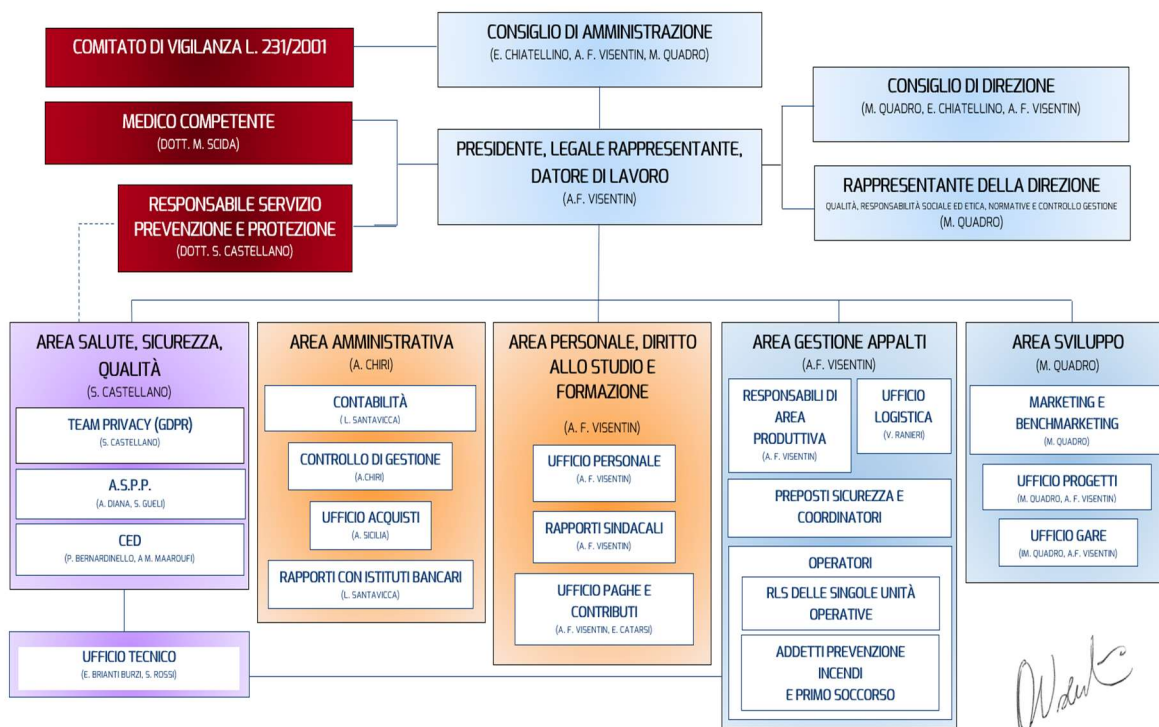 COMITATO DI VIGILANZA L. 231/2001
CONSIGLIO DI AMMINISTRAZIONE
(E. CHIATELLINO, A. F. VISENTIN, M. QUADRO)
MEDICO COMPETENTE
(DOTT. M. SCIDA)
CONSIGLIO DI DIREZIONE
(M. QUADRO, E. CHIATELLINO, A. F. VISENTIN)
PRESIDENTE, LEGALE RAPPRESENTANTE,
DATORE DI LAVORO
(A.F. VISENTIN)
RESPONSABILE SERVIZIO
PREVENZIONE E PROTEZIONE
(DOTT. S. CASTELLANO)
RAPPRESENTANTE DELLA DIREZIONE
QUALITÀ, RESPONSABILITÀ SOCIALE ED ETICA, NORMATIVE E CONTROLLO GESTIONE
(M. QUADRO)
AREA SALUTE, SICUREZZA,
QUALITÀ
(S. CASTELLANO)
TEAM PRIVACY (GDPR)
(S. CASTELLANO)
A.S.P.P.
(A. DIANA, S. GUELI)
CED
(P. BERNARDINELLO, A M. MAAROUFI)
UFFICIO TECNICO
(E. BRIANTI BURZI, S. ROSSI)
AREA AMMINISTRATIVA
(A. CHIRI)
CONTABILITÀ
( L. SANTAVICCA)
CONTROLLO DI GESTIONE
(A.CHIRI)
UFFICIO ACQUISTI
(A. SICILIA)
RAPPORTI CON ISTITUTI BANCARI
(L. SANTAVICCA)
AREA PERSONALE, DIRITTO
ALLO STUDIO E
FORMAZIONE
(A. F. VISENTIN)
UFFICIO PERSONALE
(A. F. VISENTIN)
RAPPORTI SINDACALI
(A. F. VISENTIN)
UFFICIO PAGHE E
CONTRIBUTI
(A. F. VISENTIN, E. CATARSI)
AREA GESTIONE APPALTI
(A.F. VISENTIN)
RESPONSABILI DI
AREA
PRODUTTIVA
(A. F. VISENTIN)
UFFICIO
LOGISTICA
(V. RANIERI)
PREPOSTI SICUREZZA E
COORDINATORI
OPERATORI
RLS DELLE SINGOLE UNITÀ
OPERATIVE
ADDETTI PREVENZIONE
INCENDI
E PRIMO SOCCORSO
AREA SVILUPPO
(M. QUADRO)
MARKETING E
BENCHMARKETING
(M. QUADRO)
UFFICIO PROGETTI
(M. QUADRO, A. F. VISENTIN)
UFFICIO GARE
(M. QUADRO, A.F. VISENTIN)